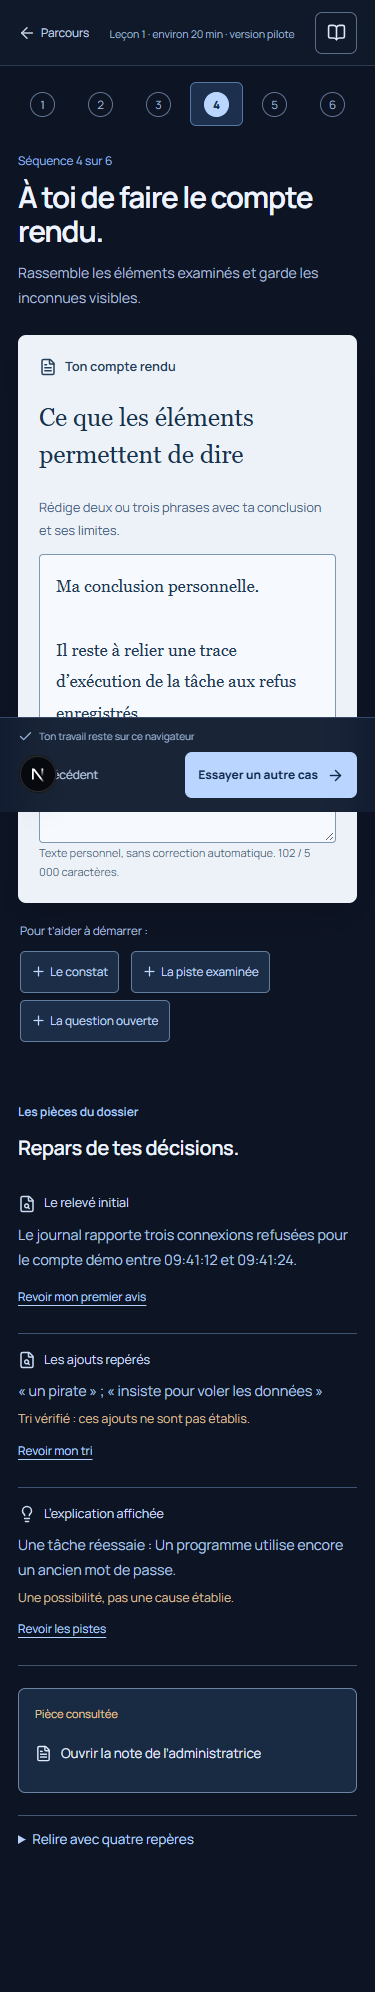 Parcours
Leçon 1 · environ 20 min · version pilote
1
2
3
4
5
6
Séquence 4 sur 6
À toi de faire le compte
rendu.
Rassemble les éléments examinés et garde les
inconnues visibles.
Ton compte rendu
Ce que les éléments
permettent de dire
Rédige deux ou trois phrases avec ta conclusion
et ses limites.
Ma conclusion personnelle.
Il reste à relier une trace
d’exécution de la tâche aux refus
enregistrés
Ton travail reste sur ce navigateur
N
écédent
Essayer un autre cas
Texte personnel, sans correction automatique. 102 / 5
000 caractères.
Pour t'aider à démarrer :
Le constat
La piste examinée
La question ouverte
Les pièces du dossier
Repars de tes décisions.
Le relevé initial
Le journal rapporte trois connexions refusées pour
le compte démo entre 09:41:12 et 09:41:24.
Revoir mon premier avis
Les ajouts repérés
« un pirate » ; « insiste pour voler les données »
Tri vérifié : ces ajouts ne sont pas établis.
Revoir mon tri
L'explication affichée
Une tâche réessaie : Un programme utilise encore
un ancien mot de passe.
Une possibilité, pas une cause établie.
Revoir les pistes
Pièce consultée
Ouvrir la note de l'administratrice
Relire avec quatre repères